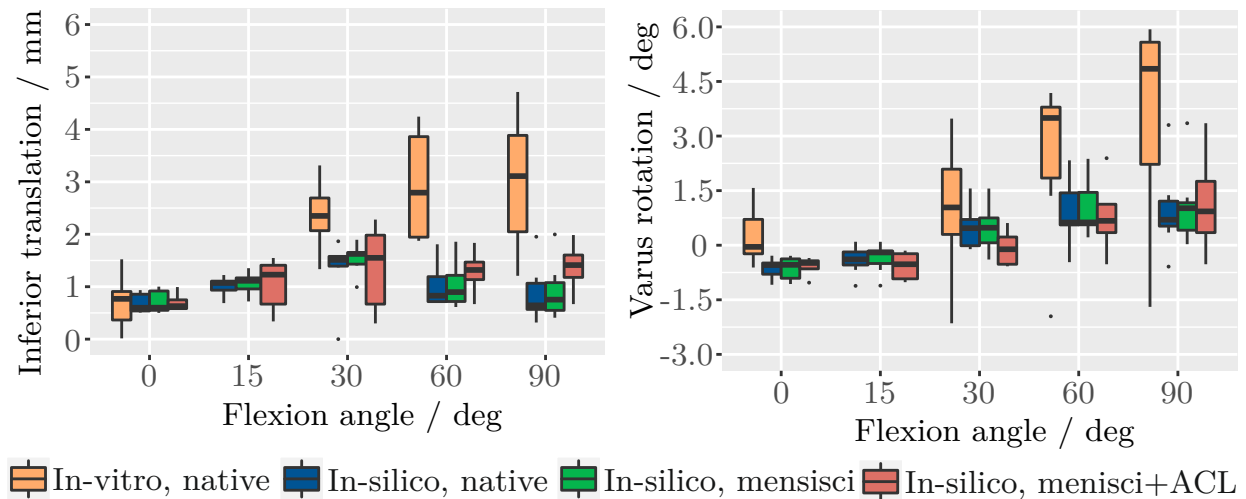 Inferior translation / mm
6
5
4
3
2
1
0
0 15 30 60 90
Flexion angle / deg
Varus rotation / deg
6.0
4.5
3.0
1.5
0
-1.5
-3.0
0 15 30 60 90
Flexion angle / deg
In-vitro, native In-silico, native In-silico, mensisci In-silico, menisci+ACL